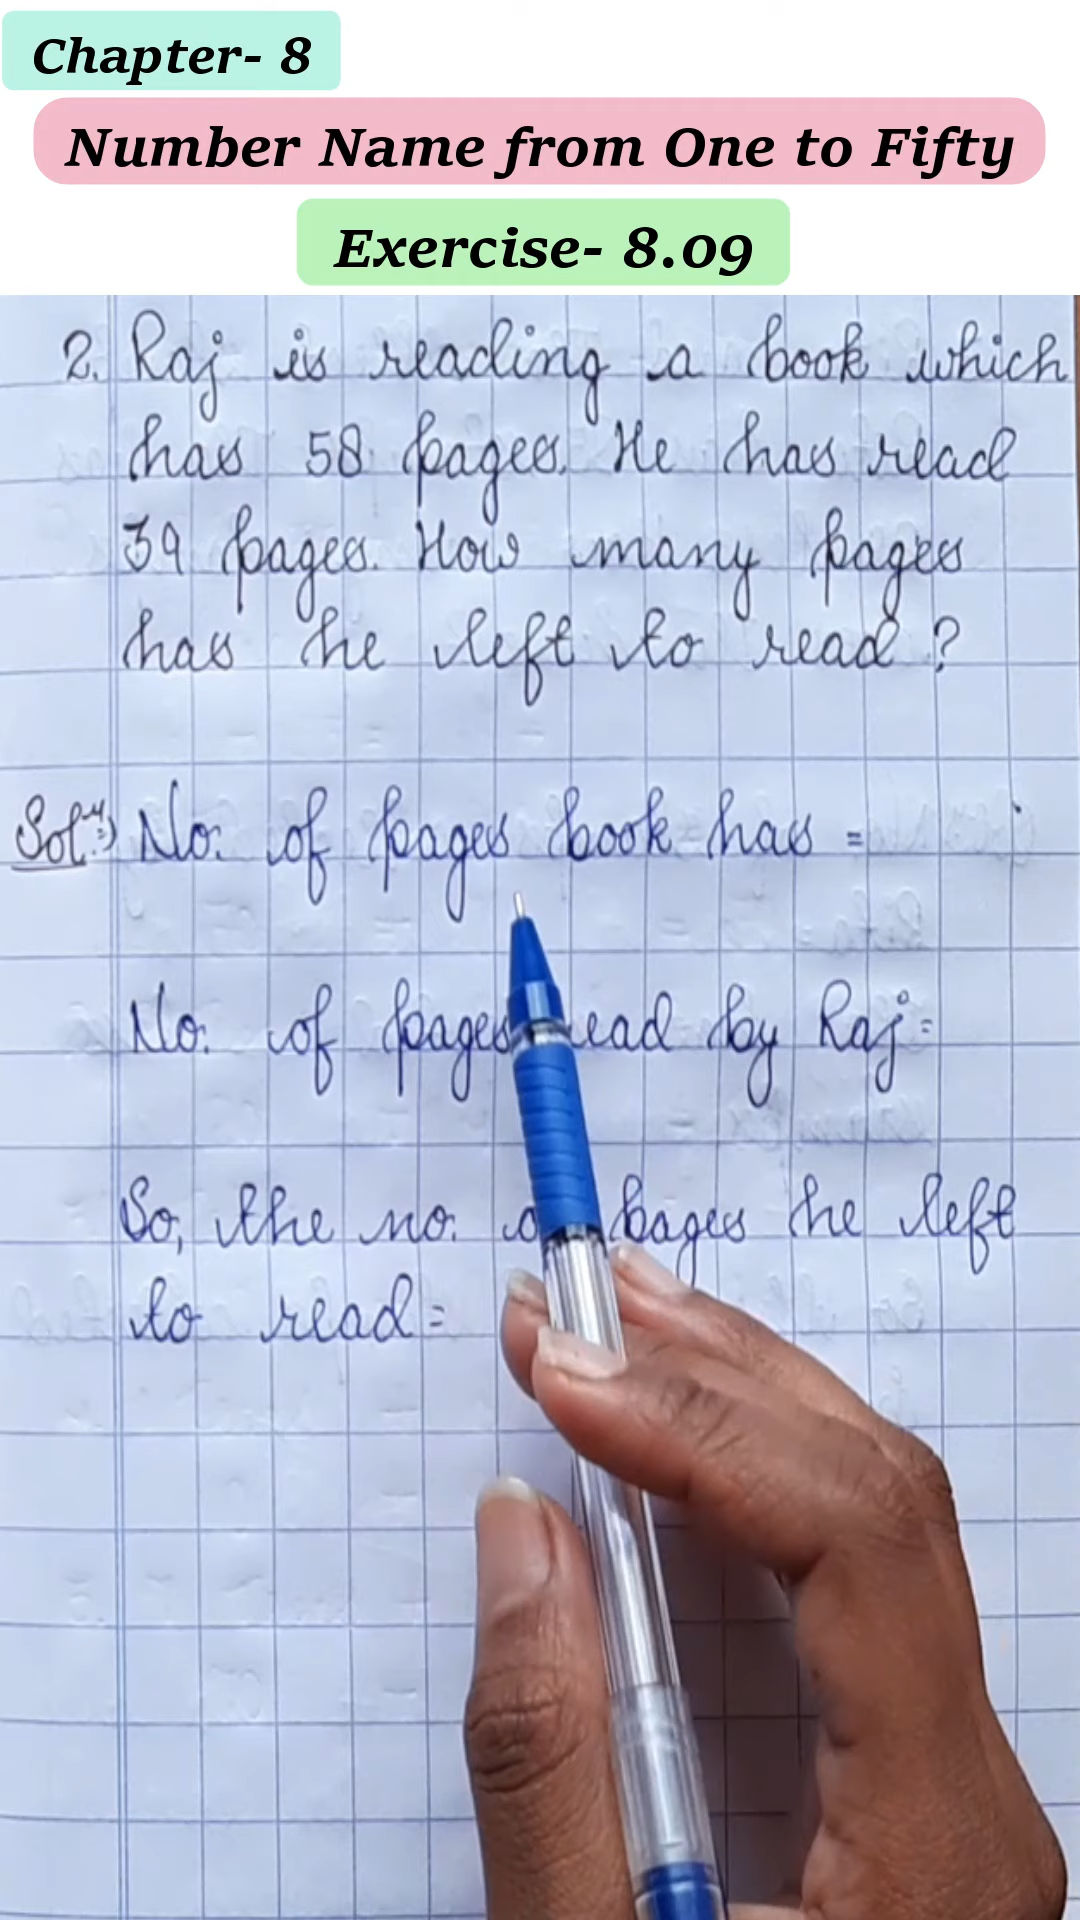 Chapter- 8
Number Name from One to Fifty
Exercise- 8.09
2. Raj is reading a book which
has 58 pages. He has read
39 pages. How many pages
has he left to read ?
Solⁿ:) No. of pages book has =
No. of pages read by Raj =
So, the no. of pages he left
to read =